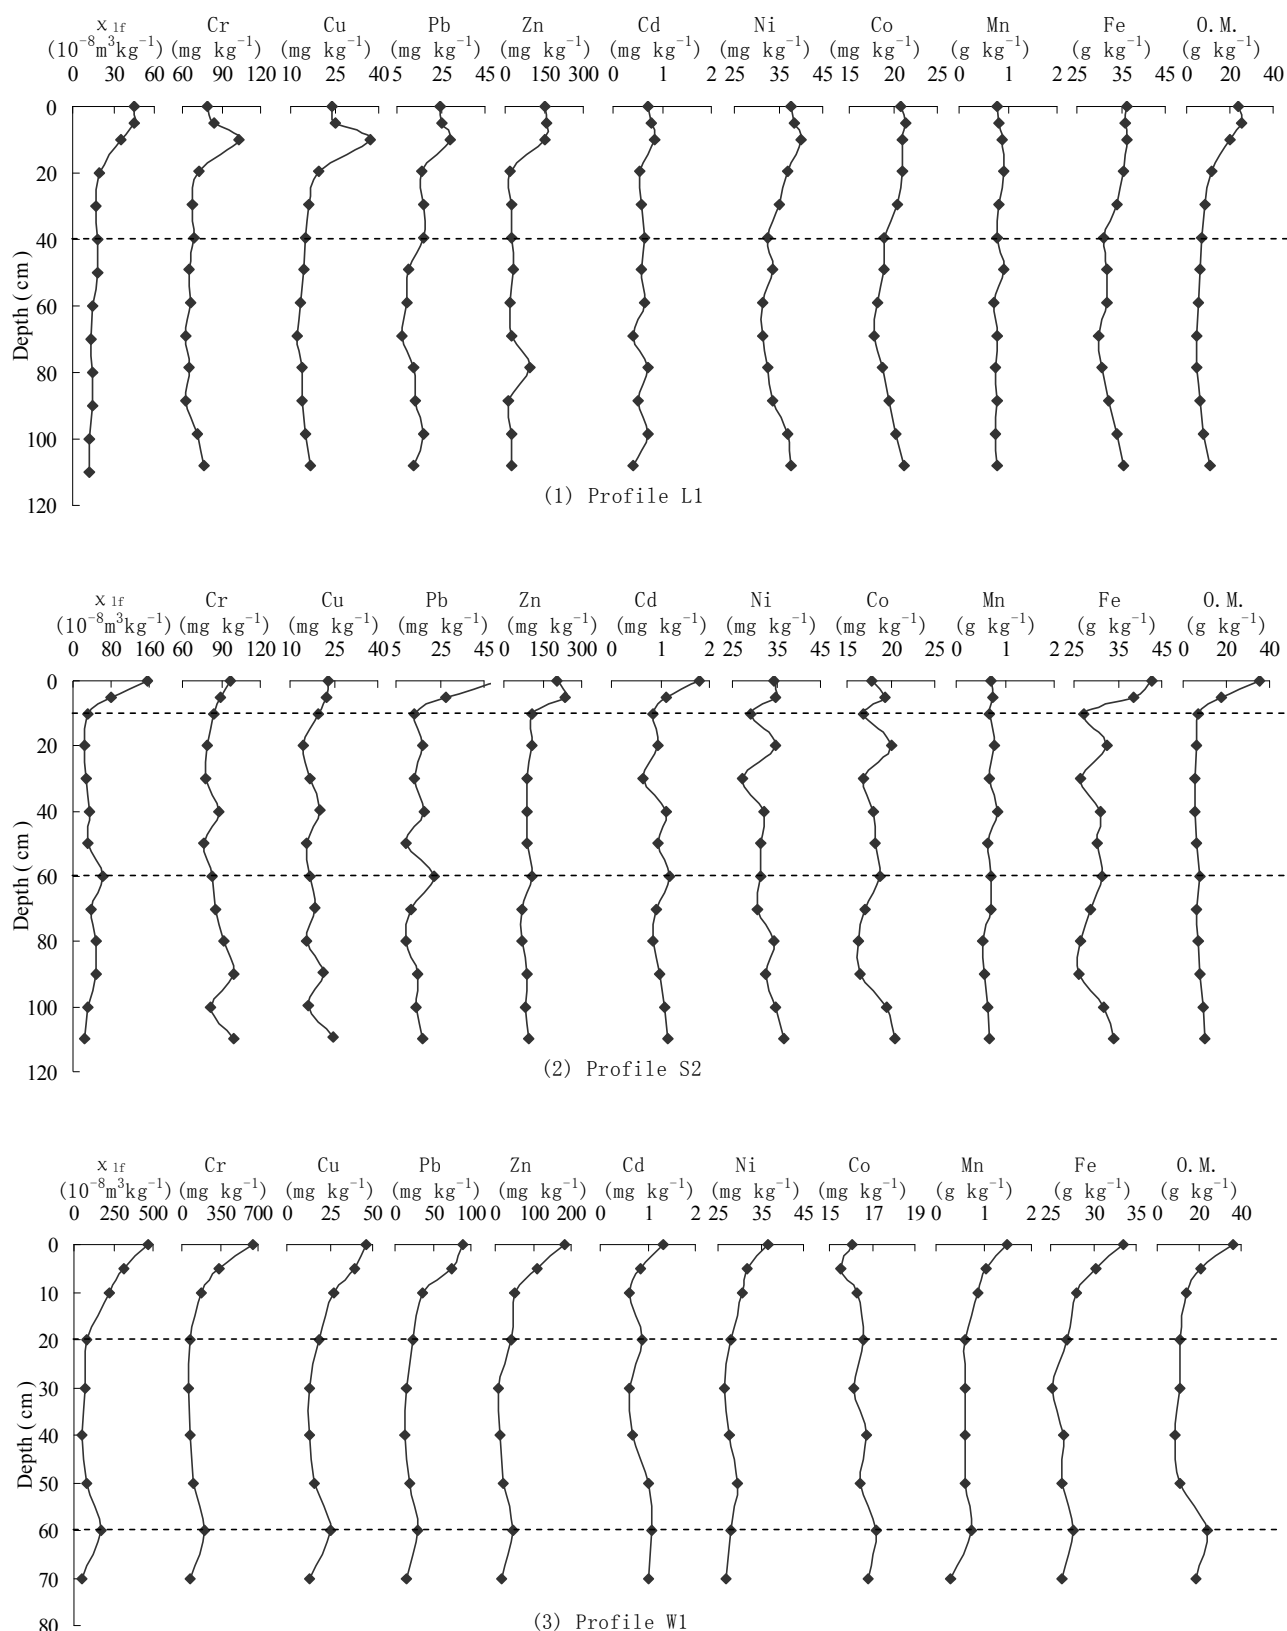 χ lf Cr Cu Pb Zn Cd Ni Co Mn Fe O.M.
(10⁻⁸m³kg⁻¹) (mg kg⁻¹) (mg kg⁻¹) (mg kg⁻¹) (mg kg⁻¹) (mg kg⁻¹) (mg kg⁻¹) (mg kg⁻¹) (g kg⁻¹) (g kg⁻¹) (g kg⁻¹)
0 30 60 60 90 120 10 25 40 5 25 45 0 150 300 0 1 2 25 35 45 15 20 25 0 1 2 25 35 45 0 20 40
0
20
40
60
80
100
120
Depth (cm)
(1) Profile L1
χ lf Cr Cu Pb Zn Cd Ni Co Mn Fe O.M.
(10⁻⁸m³kg⁻¹) (mg kg⁻¹) (mg kg⁻¹) (mg kg⁻¹) (mg kg⁻¹) (mg kg⁻¹) (mg kg⁻¹) (mg kg⁻¹) (g kg⁻¹) (g kg⁻¹) (g kg⁻¹)
0 80 160 60 90 120 10 25 40 5 25 45 0 150 300 0 1 2 25 35 45 15 20 25 0 1 2 25 35 45 0 20 40
0
20
40
60
80
100
120
Depth (cm)
(2) Profile S2
χ lf Cr Cu Pb Zn Cd Ni Co Mn Fe O.M.
(10⁻⁸m³kg⁻¹) (mg kg⁻¹) (mg kg⁻¹) (mg kg⁻¹) (mg kg⁻¹) (mg kg⁻¹) (mg kg⁻¹) (mg kg⁻¹) (g kg⁻¹) (g kg⁻¹) (g kg⁻¹)
0 250 500 0 350 700 0 25 50 0 50 100 0 100 200 0 1 2 25 35 45 15 17 19 0 1 2 25 30 35 0 20 40
0
10
20
30
40
50
60
70
80
Depth (cm)
(3) Profile W1